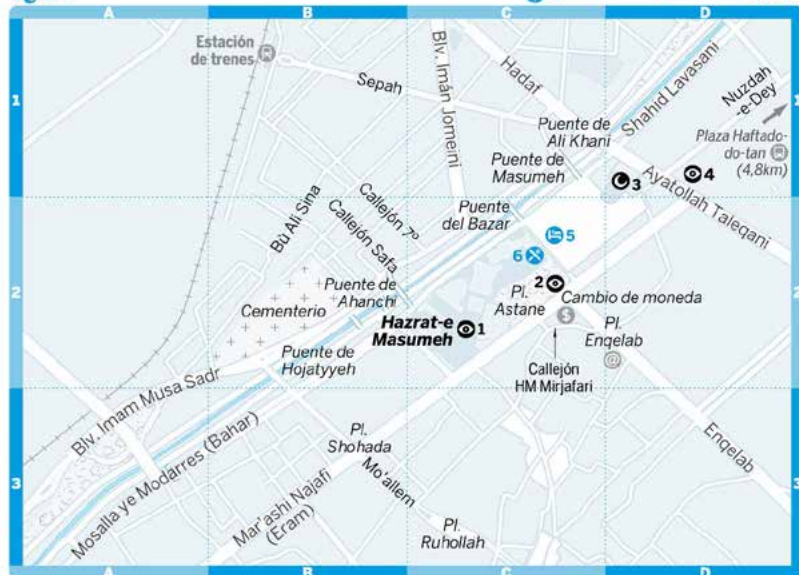 A
B
C
D
1
Estación
de trenes
Sepah
Blv. Imán Jomeini
Hadaf
Shahid Lavasani
Nuzdah
-e-Dey
Plaza Haftado-
do-tan
(4,8km)
Puente de
Ali Khani
Puente de
Masumeh
3
4
Ayatollah Taleqani
1
2
Bù Ali Sina
Callejón 7º
Callejón Safa
Puente
del Bazar
5
6
2
Puente de
Ahanchi
Cementerio
Hazrat-e
Masumeh
1
Pl.
Astane
Cambio de moneda
$
Pl.
Enqelab
@
Callejón
HM Mirjafari
Puente de
Hojatyyeh
2
Blv. Imam Musa Sadr
3
Mosalla ye Modarres (Bahar)
Pl.
Shohada
Mo'allem
Mar'ashi Najafi
(Eram)
Pl.
Ruhollah
Enqelab
3
A
B
C
D